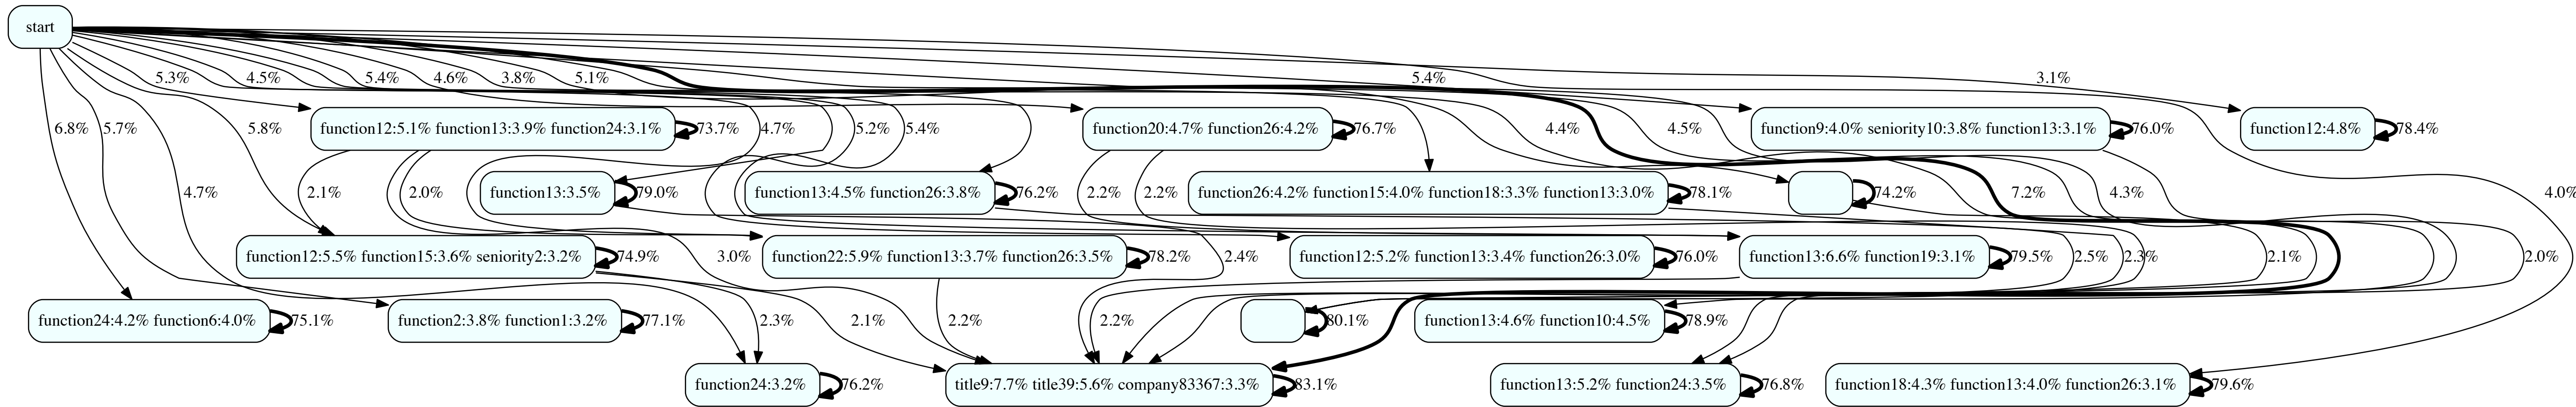 start
5.3%
4.5%
5.4%
4.6%
3.8%
5.1%
5.4%
3.1%
6.8%
5.7%
5.8%
function12:5.1% function13:3.9% function24:3.1%
73.7%
4.7%
5.2%
5.4%
function20:4.7% function26:4.2%
76.7%
4.4%
4.5%
function9:4.0% seniority10:3.8% function13:3.1%
76.0%
function12:4.8%
78.4%
4.7%
2.1%
2.0%
function13:3.5%
79.0%
function13:4.5% function26:3.8%
76.2%
2.2%
2.2%
function26:4.2% function15:4.0% function18:3.3% function13:3.0%
78.1%
74.2%
7.2%
4.3%
4.0%
function12:5.5% function15:3.6% seniority2:3.2%
74.9%
3.0%
function22:5.9% function13:3.7% function26:3.5%
78.2%
2.4%
function12:5.2% function13:3.4% function26:3.0%
76.0%
function13:6.6% function19:3.1%
79.5%
2.5%
2.3%
2.1%
2.0%
function24:4.2% function6:4.0%
75.1%
function2:3.8% function1:3.2%
77.1%
2.3%
2.1%
2.2%
2.2%
80.1%
function13:4.6% function10:4.5%
78.9%
function24:3.2%
76.2%
title9:7.7% title39:5.6% company83367:3.3%
83.1%
function13:5.2% function24:3.5%
76.8%
function18:4.3% function13:4.0% function26:3.1%
79.6%